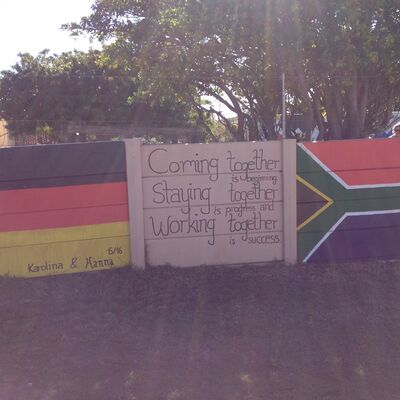 Coming together
is beginning
Staying together
is progress and
Working together
is success
15/16
Karolina & Hanna